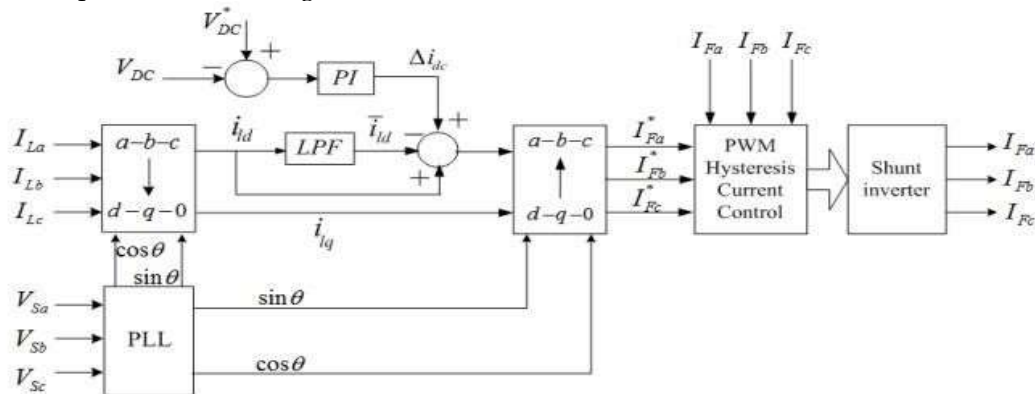 V*DC
VDC
−
+
PI
Δidc
ILa
ILb
ILc
a-b-c
d-q-0
ild
LPF
i̅ld
−
+
+
ilq
a-b-c
d-q-0
I*Fa
I*Fb
I*Fc
IFa IFb IFc
PWM
Hysteresis
Current
Control
Shunt
inverter
IFa
IFb
IFc
cosθ
sinθ
VSa
VSb
VSc
PLL
sinθ
cosθ